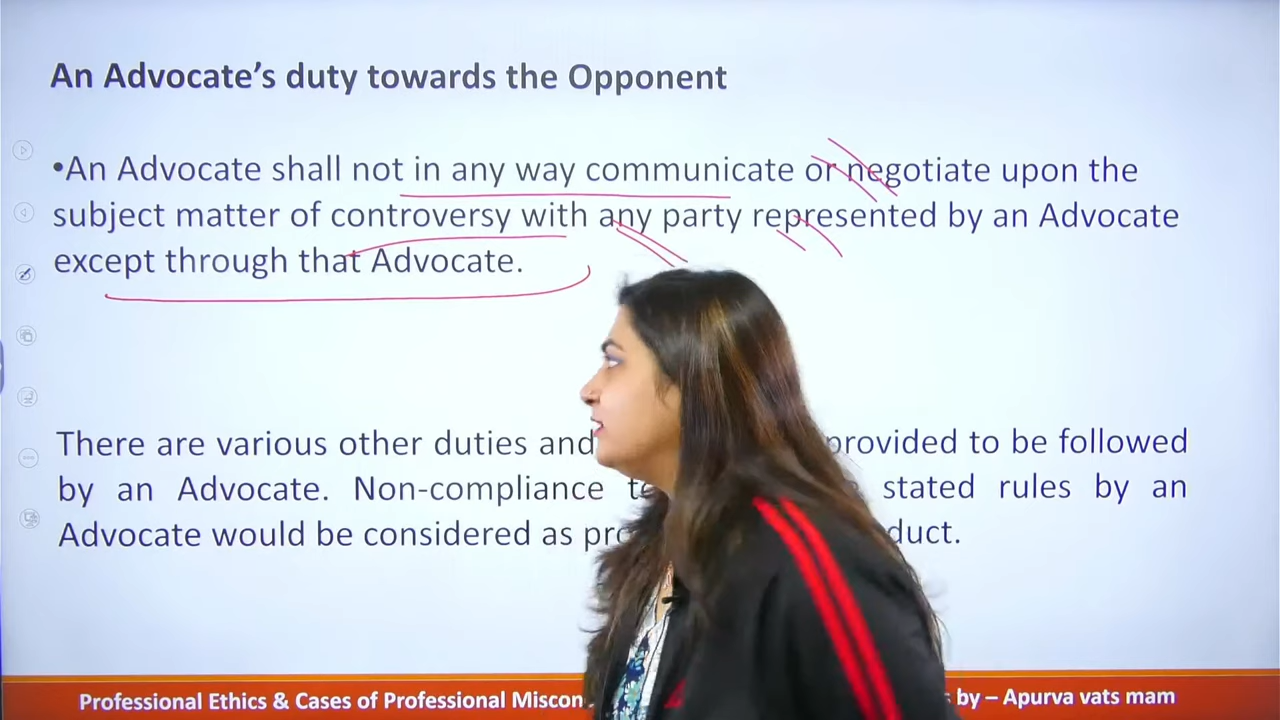 An Advocate's duty towards the Opponent
•An Advocate shall not in any way communicate or negotiate upon the
subject matter of controversy with any party represented by an Advocate
except through that Advocate.
There are various other duties and provided to be followed
by an Advocate. Non-compliance stated rules by an
Advocate would be considered as
Professional Ethics & Cases of Professional by – Apurva vats mam